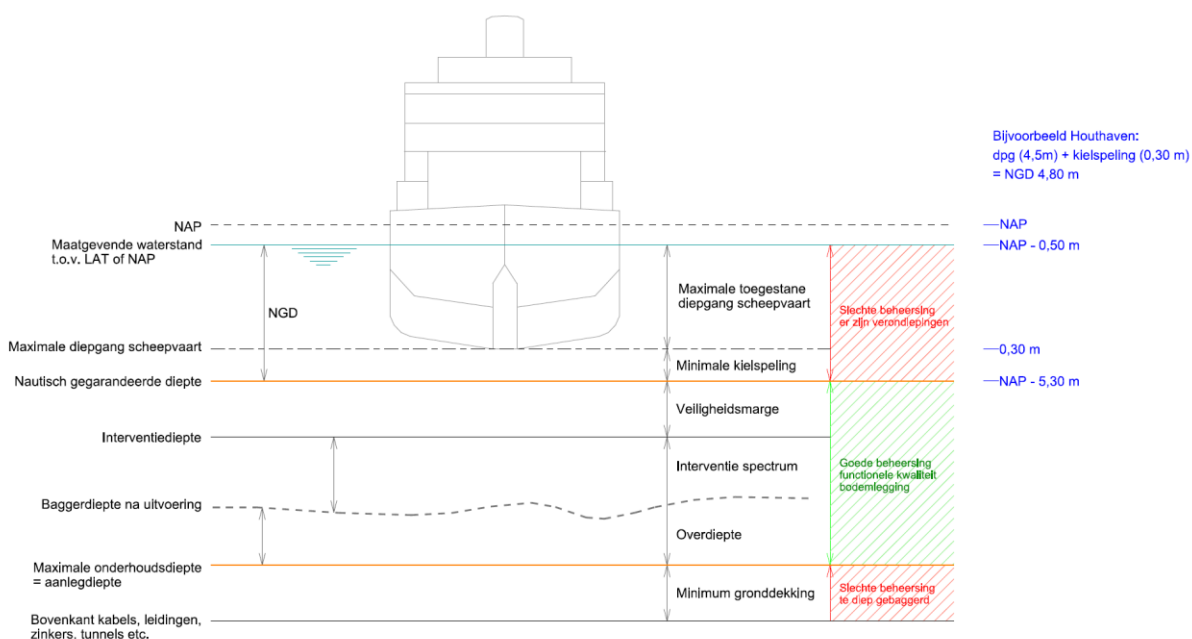 Bijvoorbeeld Houthaven:
dpg (4,5m) + kielspeling (0,30 m)
= NGD 4,80 m
NAP
NAP
Maatgevende waterstand
t.o.v. LAT of NAP
NAP - 0,50 m
NGD
Maximale toegestane
diepgang scheepvaart
Slechte beheersing
er zijn verondiepingen
Maximale diepgang scheepvaart
0,30 m
Minimale kielspeling
Nautisch gegarandeerde diepte
NAP - 5,30 m
Veiligheidsmarge
Interventiediepte
Interventie spectrum
Goede beheersing
functionele kwaliteit
bodemlegging
Baggerdiepte na uitvoering
Overdiepte
Maximale onderhoudsdiepte
= aanlegdiepte
Minimum gronddekking
Slechte beheersing
te diep gebaggerd
Bovenkant kabels, leidingen,
zinkers, tunnels etc.